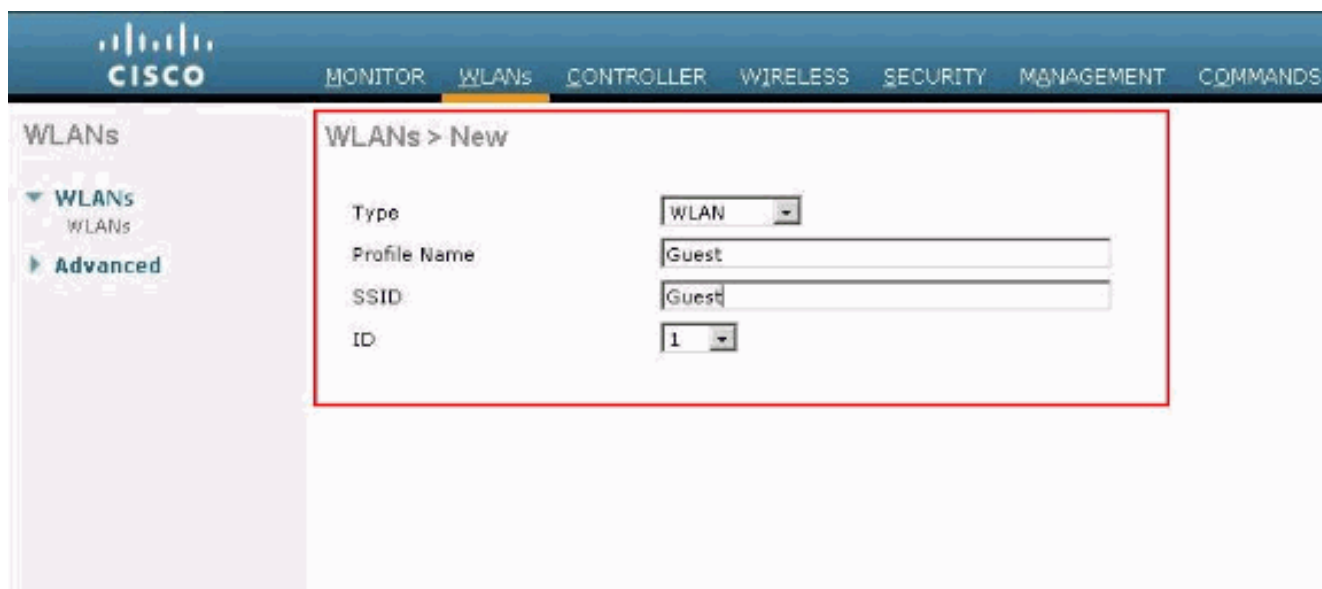 CISCO
MONITOR WLANs CONTROLLER WIRELESS SECURITY MANAGEMENT COMMANDS
WLANs
WLANs
WLANs
Advanced
WLANs > New
Type WLAN
Profile Name Guest
SSID Guest
ID 1